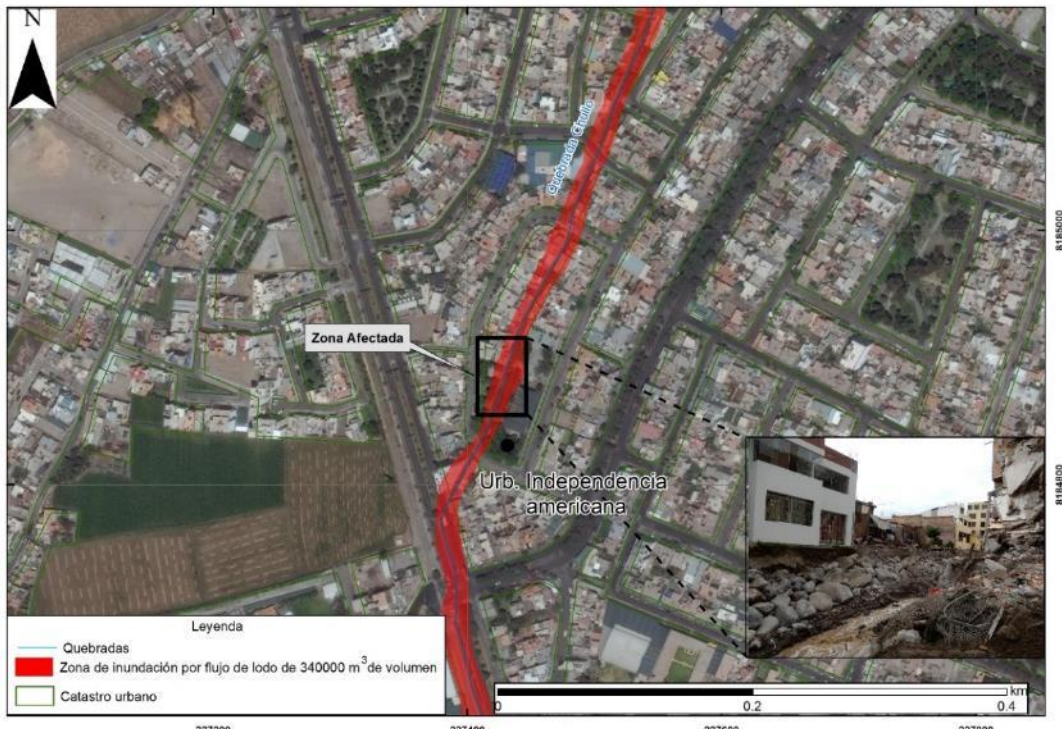 N
Quebrada Chullo
8185000
Zona Afectada
Urb. Independencia
americana
8184800
Leyenda
Quebradas
Zona de inundación por flujo de lodo de 340000 m³ de volumen
Catastro urbano
km
0
0.2
0.4